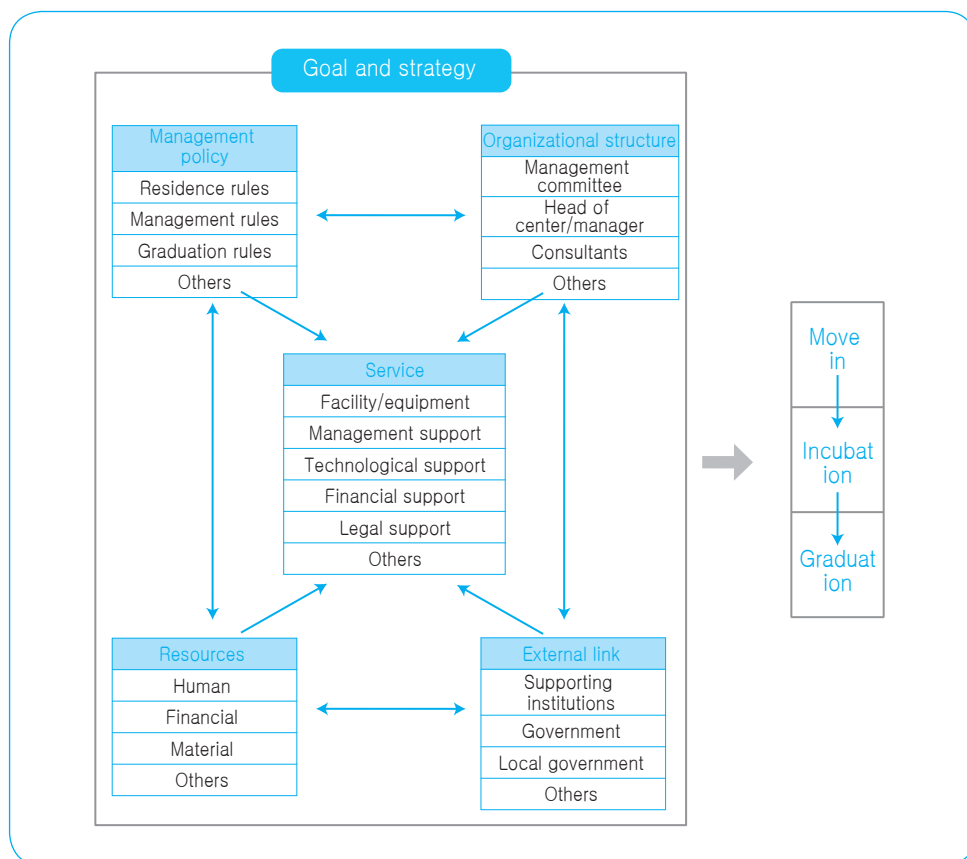 Goal and strategy
Management
policy
Residence rules
Management rules
Graduation rules
Others
Organizational structure
Management
committee
Head of
center/manager
Consultants
Others
Service
Facility/equipment
Management support
Technological support
Financial support
Legal support
Others
Resources
Human
Financial
Material
Others
External link
Supporting
institutions
Government
Local government
Others
Move
in
Incubat
ion
Graduat
ion